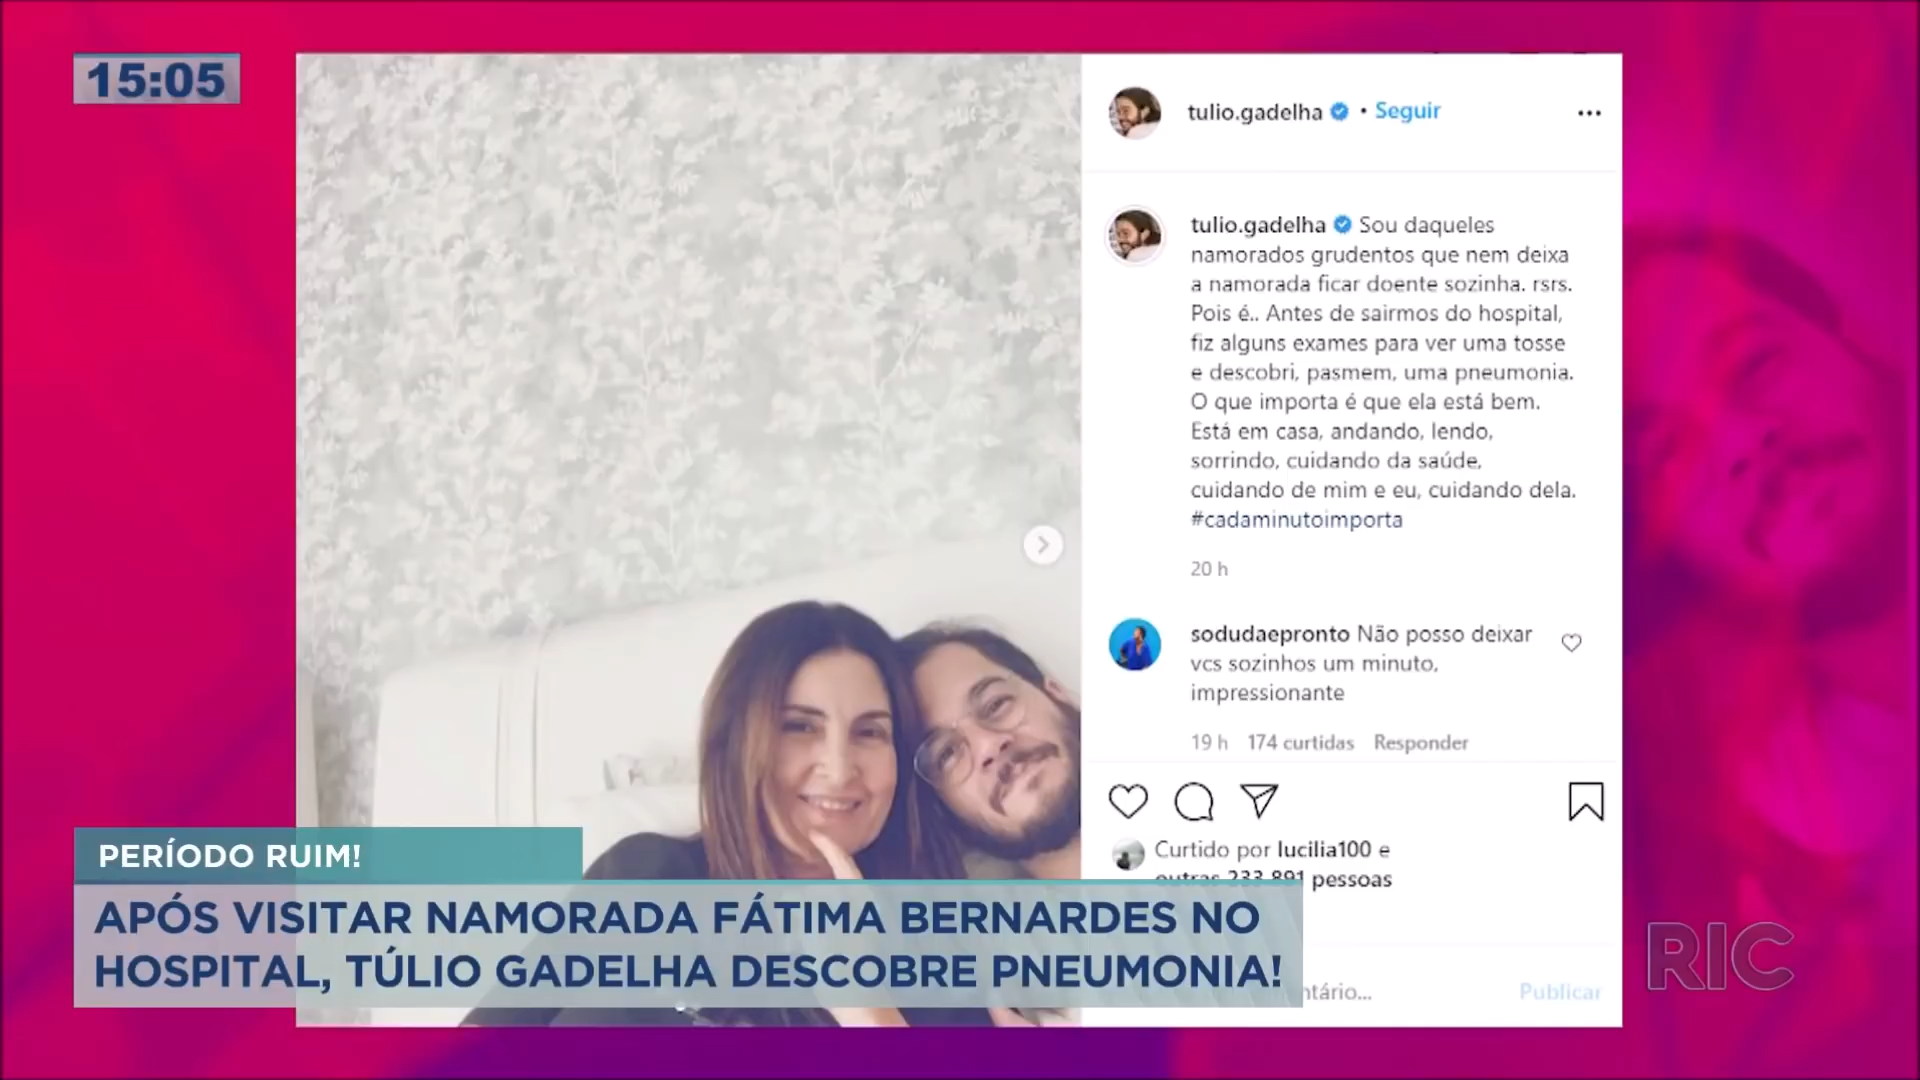 15:05
tulio.gadelha • Seguir
tulio.gadelha Sou daqueles
namorados grudentos que nem deixa
a namorada ficar doente sozinha. rsrs.
Pois é.. Antes de sairmos do hospital,
fiz alguns exames para ver uma tosse
e descobri, pasmem, uma pneumonia.
O que importa é que ela está bem.
Está em casa, andando, lendo,
sorrindo, cuidando da saúde,
cuidando de mim e eu, cuidando dela.
#cadaminutoimporta
20 h
sodudaepronto Não posso deixar
vcs sozinhos um minuto,
impressionante
19 h 174 curtidas Responder
Curtido por lucilia100 e
outras 233.891 pessoas
PERÍODO RUIM!
APÓS VISITAR NAMORADA FÁTIMA BERNARDES NO
HOSPITAL, TÚLIO GADELHA DESCOBRE PNEUMONIA!
ntário... Publicar
RIC